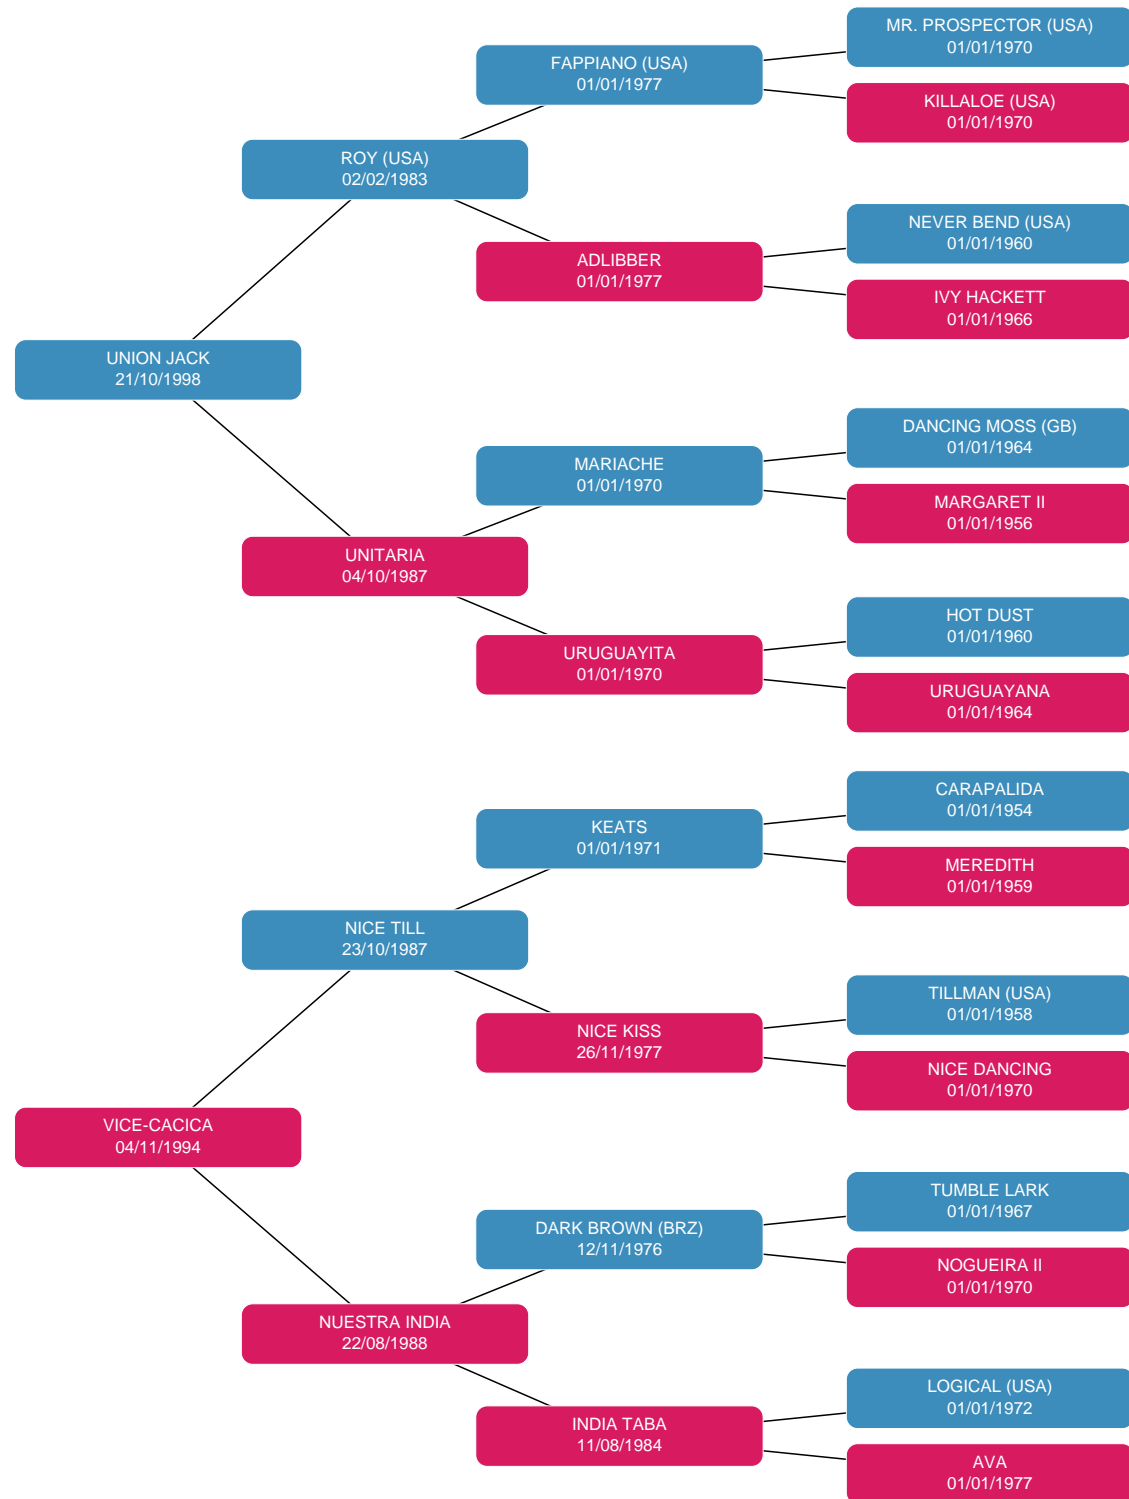 MR. PROSPECTOR (USA)
01/01/1970
FAPPIANO (USA)
01/01/1977
KILLALOE (USA)
01/01/1970
ROY (USA)
02/02/1983
NEVER BEND (USA)
01/01/1960
ADLIBBER
01/01/1977
IVY HACKETT
01/01/1966
UNION JACK
21/10/1998
DANCING MOSS (GB)
01/01/1964
MARIACHE
01/01/1970
MARGARET II
01/01/1956
UNITARIA
04/10/1987
HOT DUST
01/01/1960
URUGUAYITA
01/01/1970
URUGUAYANA
01/01/1964
CARAPALIDA
01/01/1954
KEATS
01/01/1971
MEREDITH
01/01/1959
NICE TILL
23/10/1987
TILLMAN (USA)
01/01/1958
NICE KISS
26/11/1977
NICE DANCING
01/01/1970
VICE-CACICA
04/11/1994
TUMBLE LARK
01/01/1967
DARK BROWN (BRZ)
12/11/1976
NOGUEIRA II
01/01/1970
NUESTRA INDIA
22/08/1988
LOGICAL (USA)
01/01/1972
INDIA TABA
11/08/1984
AVA
01/01/1977